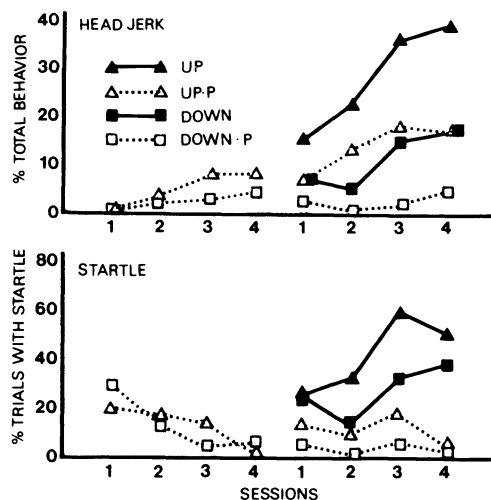 HEAD JERK
% TOTAL BEHAVIOR
40
30
20
10
0
UP
UP·P
DOWN
DOWN·P
1 2 3 4 1 2 3 4
STARTLE
% TRIALS WITH STARTLE
80
60
40
20
0
1 2 3 4 1 2 3 4
SESSIONS